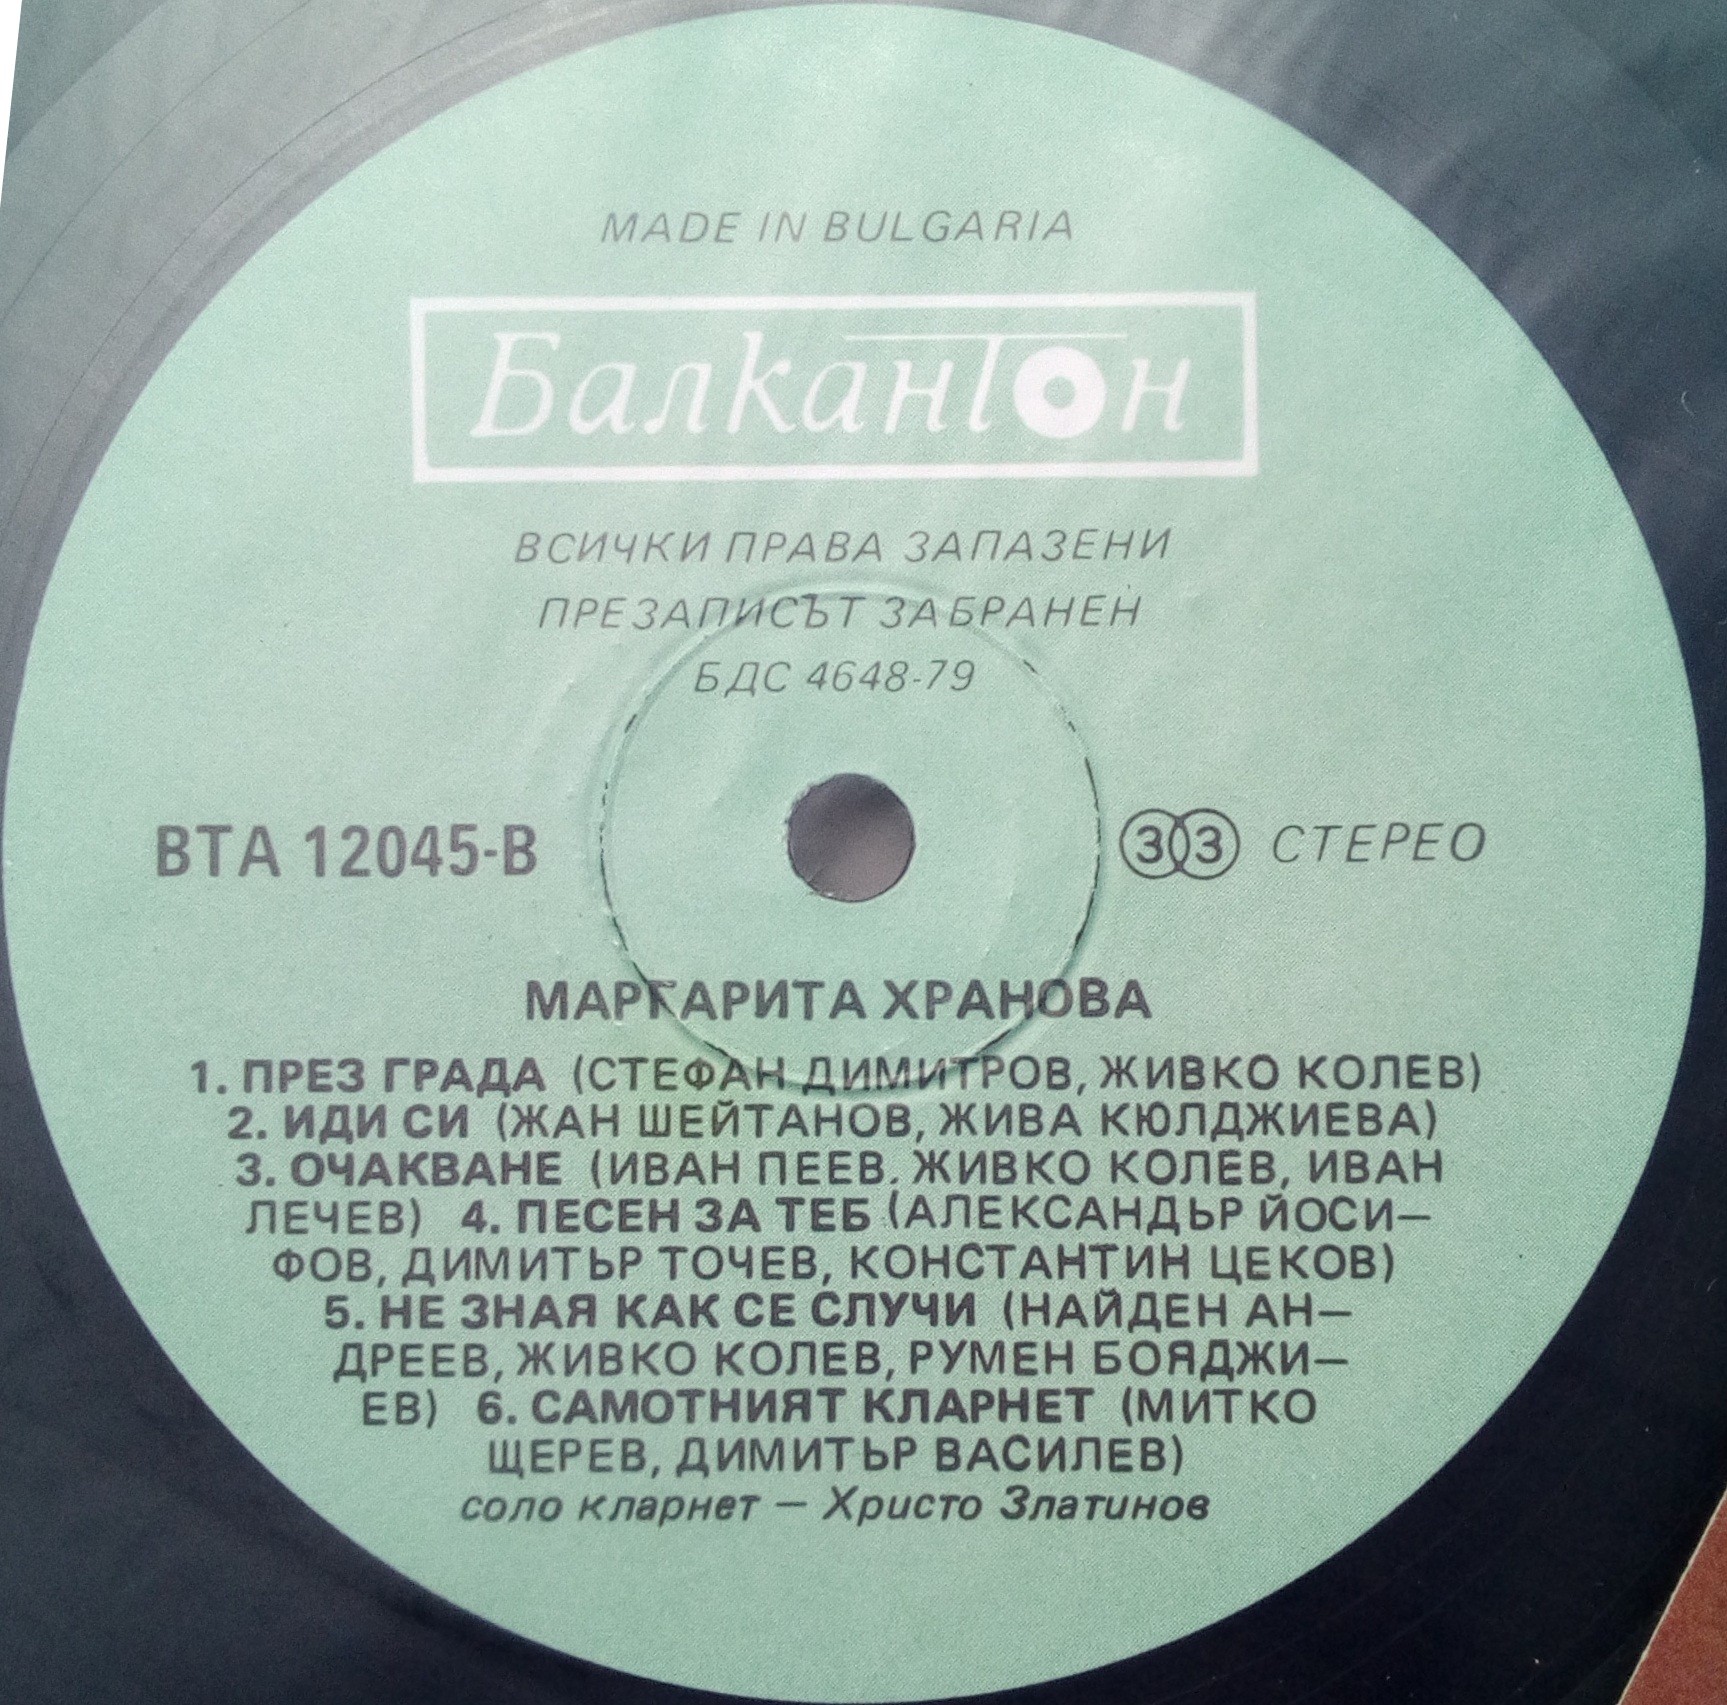 MADE IN BULGARIA
Балкантон
ВСИЧКИ ПРАВА ЗАПАЗЕНИ
ПРЕЗАПИСЪТ ЗАБРАНЕН
БДС 4648-79
ВТА 12045-В
33 СТЕРЕО
МАРГАРИТА ХРАНОВА
1. ПРЕЗ ГРАДА (СТЕФАН ДИМИТРОВ, ЖИВКО КОЛЕВ)
2. ИДИ СИ (ЖАН ШЕЙТАНОВ, ЖИВА КЮЛДЖИЕВА)
3. ОЧАКВАНЕ (ИВАН ПЕЕВ. ЖИВКО КОЛЕВ, ИВАН
ЛЕЧЕВ) 4. ПЕСЕН ЗА ТЕБ (АЛЕКСАНДЪР ЙОСИ—
ФОВ, ДИМИТЪР ТОЧЕВ, КОНСТАНТИН ЦЕКОВ)
5. НЕ ЗНАЯ КАК СЕ СЛУЧИ (НАЙДЕН АН—
ДРЕЕВ, ЖИВКО КОЛЕВ, РУМЕН БОЯДЖИ—
ЕВ) 6. САМОТНИЯТ КЛАРНЕТ (МИТКО
ЩЕРЕВ, ДИМИТЪР ВАСИЛЕВ)
соло кларнет — Христо Златинов